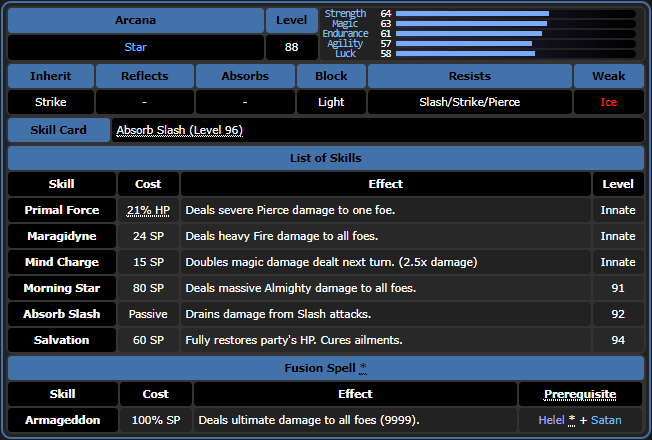 Arcana Level
Strength 64
Magic 63
Endurance 61
Agility 57
Luck 58
Star 88
Inherit Reflects Absorbs Block Resists Weak
Strike - - Light Slash/Strike/Pierce Ice
Skill Card Absorb Slash (Level 96)
List of Skills
Skill Cost Effect Level
Primal Force 21% HP Deals severe Pierce damage to one foe. Innate
Maragidyne 24 SP Deals heavy Fire damage to all foes. Innate
Mind Charge 15 SP Doubles magic damage dealt next turn. (2.5x damage) Innate
Morning Star 80 SP Deals massive Almighty damage to all foes. 91
Absorb Slash Passive Drains damage from Slash attacks. 92
Salvation 60 SP Fully restores party's HP. Cures ailments. 94
Fusion Spell *
Skill Cost Effect Prerequisite
Armageddon 100% SP Deals ultimate damage to all foes (9999). Helel * + Satan